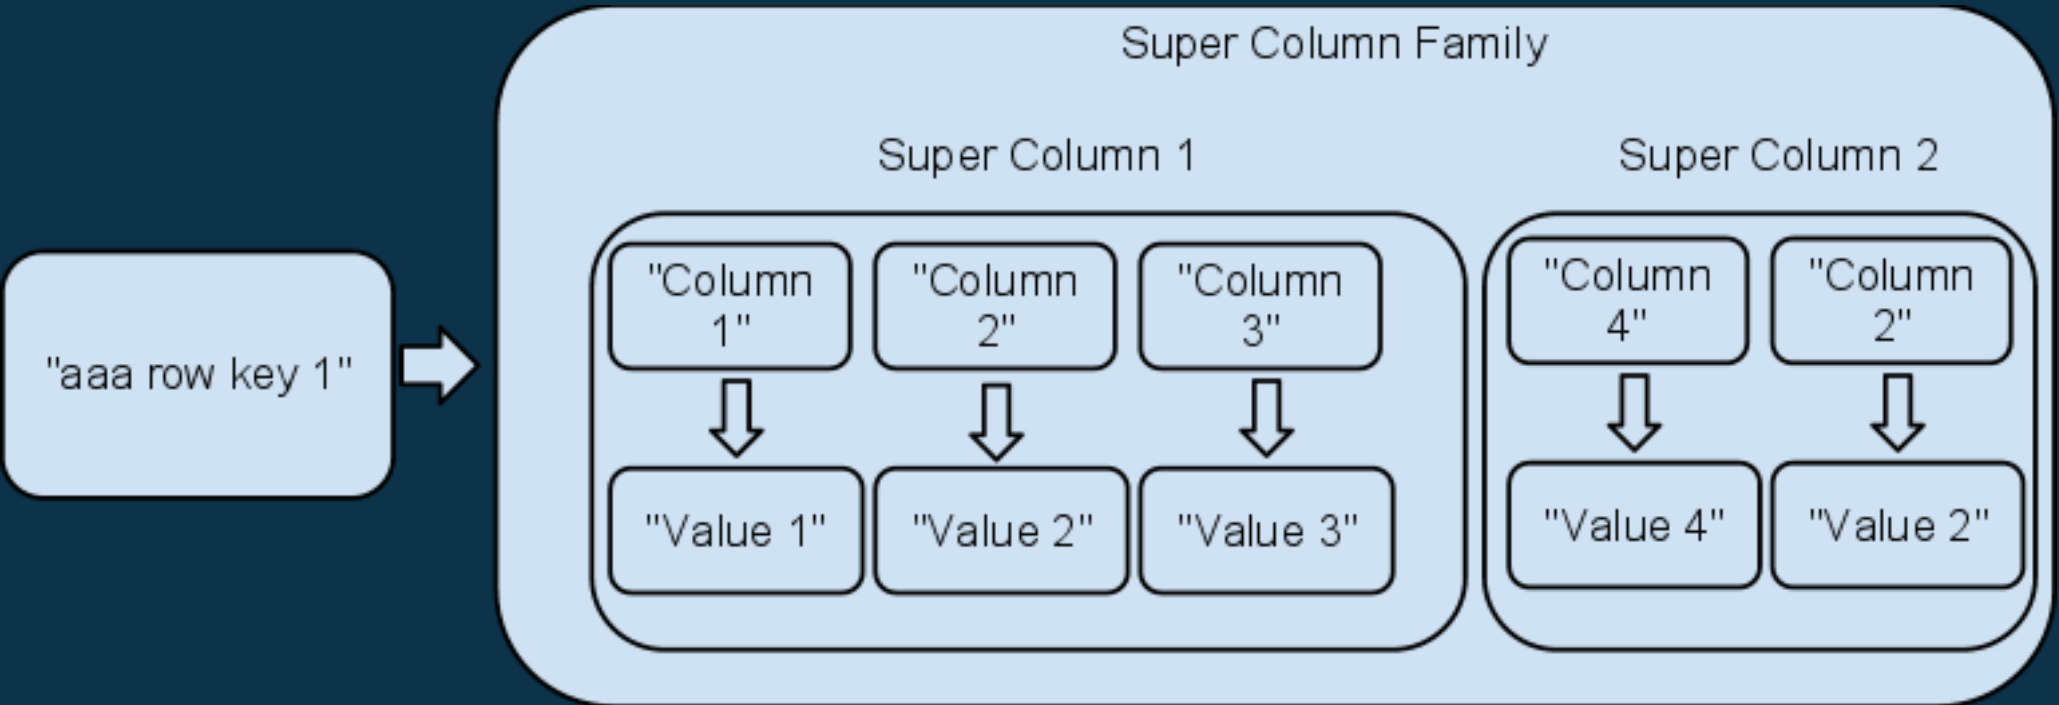 Super Column Family
Super Column 1
Super Column 2
"aaa row key 1"
"Column
1"
"Column
2"
"Column
3"
"Column
4"
"Column
2"
"Value 1"
"Value 2"
"Value 3"
"Value 4"
"Value 2"